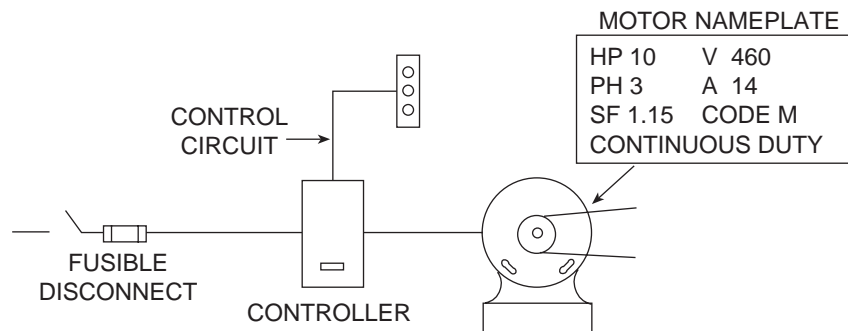 MOTOR NAMEPLATE
HP 10 V 460
PH 3 A 14
SF 1.15 CODE M
CONTINUOUS DUTY
CONTROL
CIRCUIT
FUSIBLE
DISCONNECT
CONTROLLER